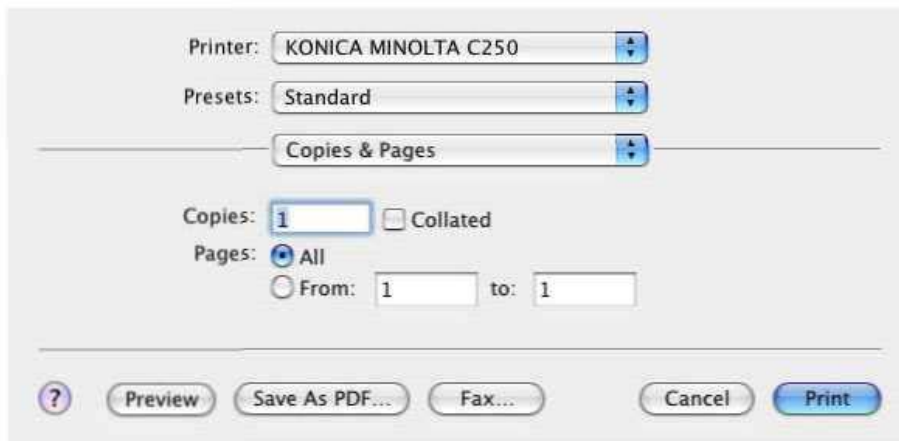 Printer: KONICA MINOLTA C250
Presets: Standard
Copies & Pages
Copies: 1 Collated
Pages: All
From: 1 to: 1
? Preview Save As PDF... Fax... Cancel Print